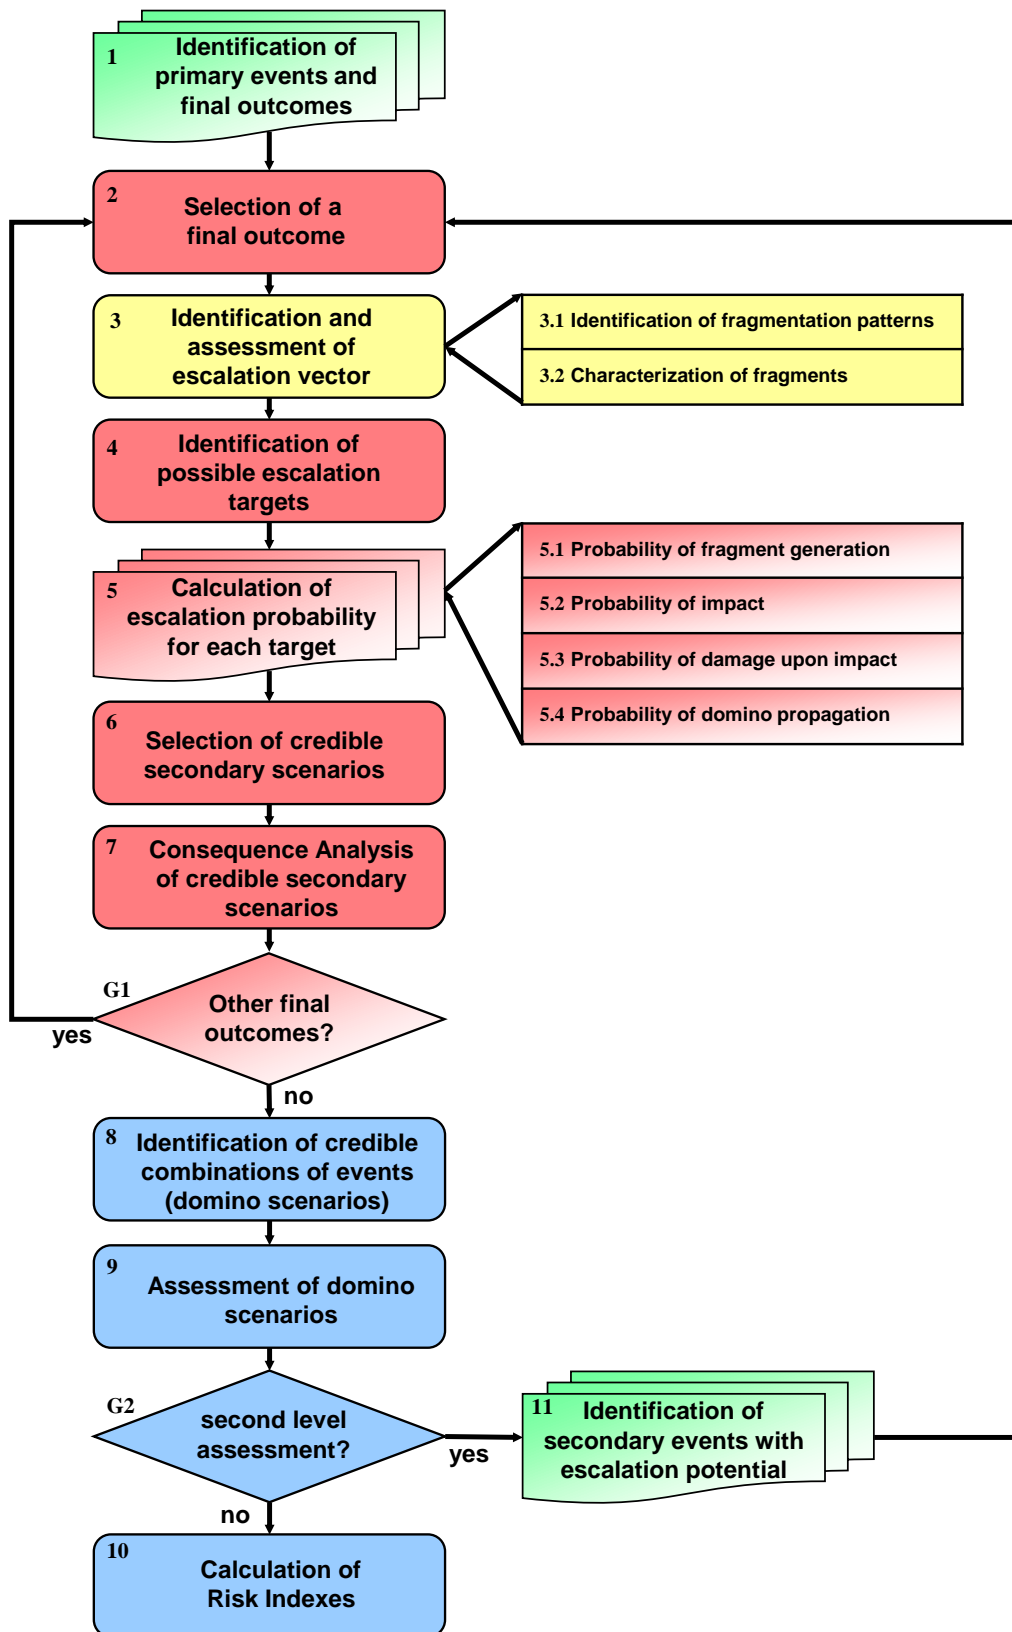 1
Identification of
primary events and
final outcomes
2
Selection of a
final outcome
3
Identification and
assessment of
escalation vector
3.1 Identification of fragmentation patterns
3.2 Characterization of fragments
4
Identification of
possible escalation
targets
5
Calculation of
escalation probability
for each target
5.1 Probability of fragment generation
5.2 Probability of impact
5.3 Probability of damage upon impact
5.4 Probability of domino propagation
6
Selection of credible
secondary scenarios
7
Consequence Analysis
of credible secondary
scenarios
G1
Other final
outcomes?
yes
no
8
Identification of credible
combinations of events
(domino scenarios)
9
Assessment of domino
scenarios
G2
second level
assessment?
yes
no
11
Identification of
secondary events with
escalation potential
10
Calculation of
Risk Indexes